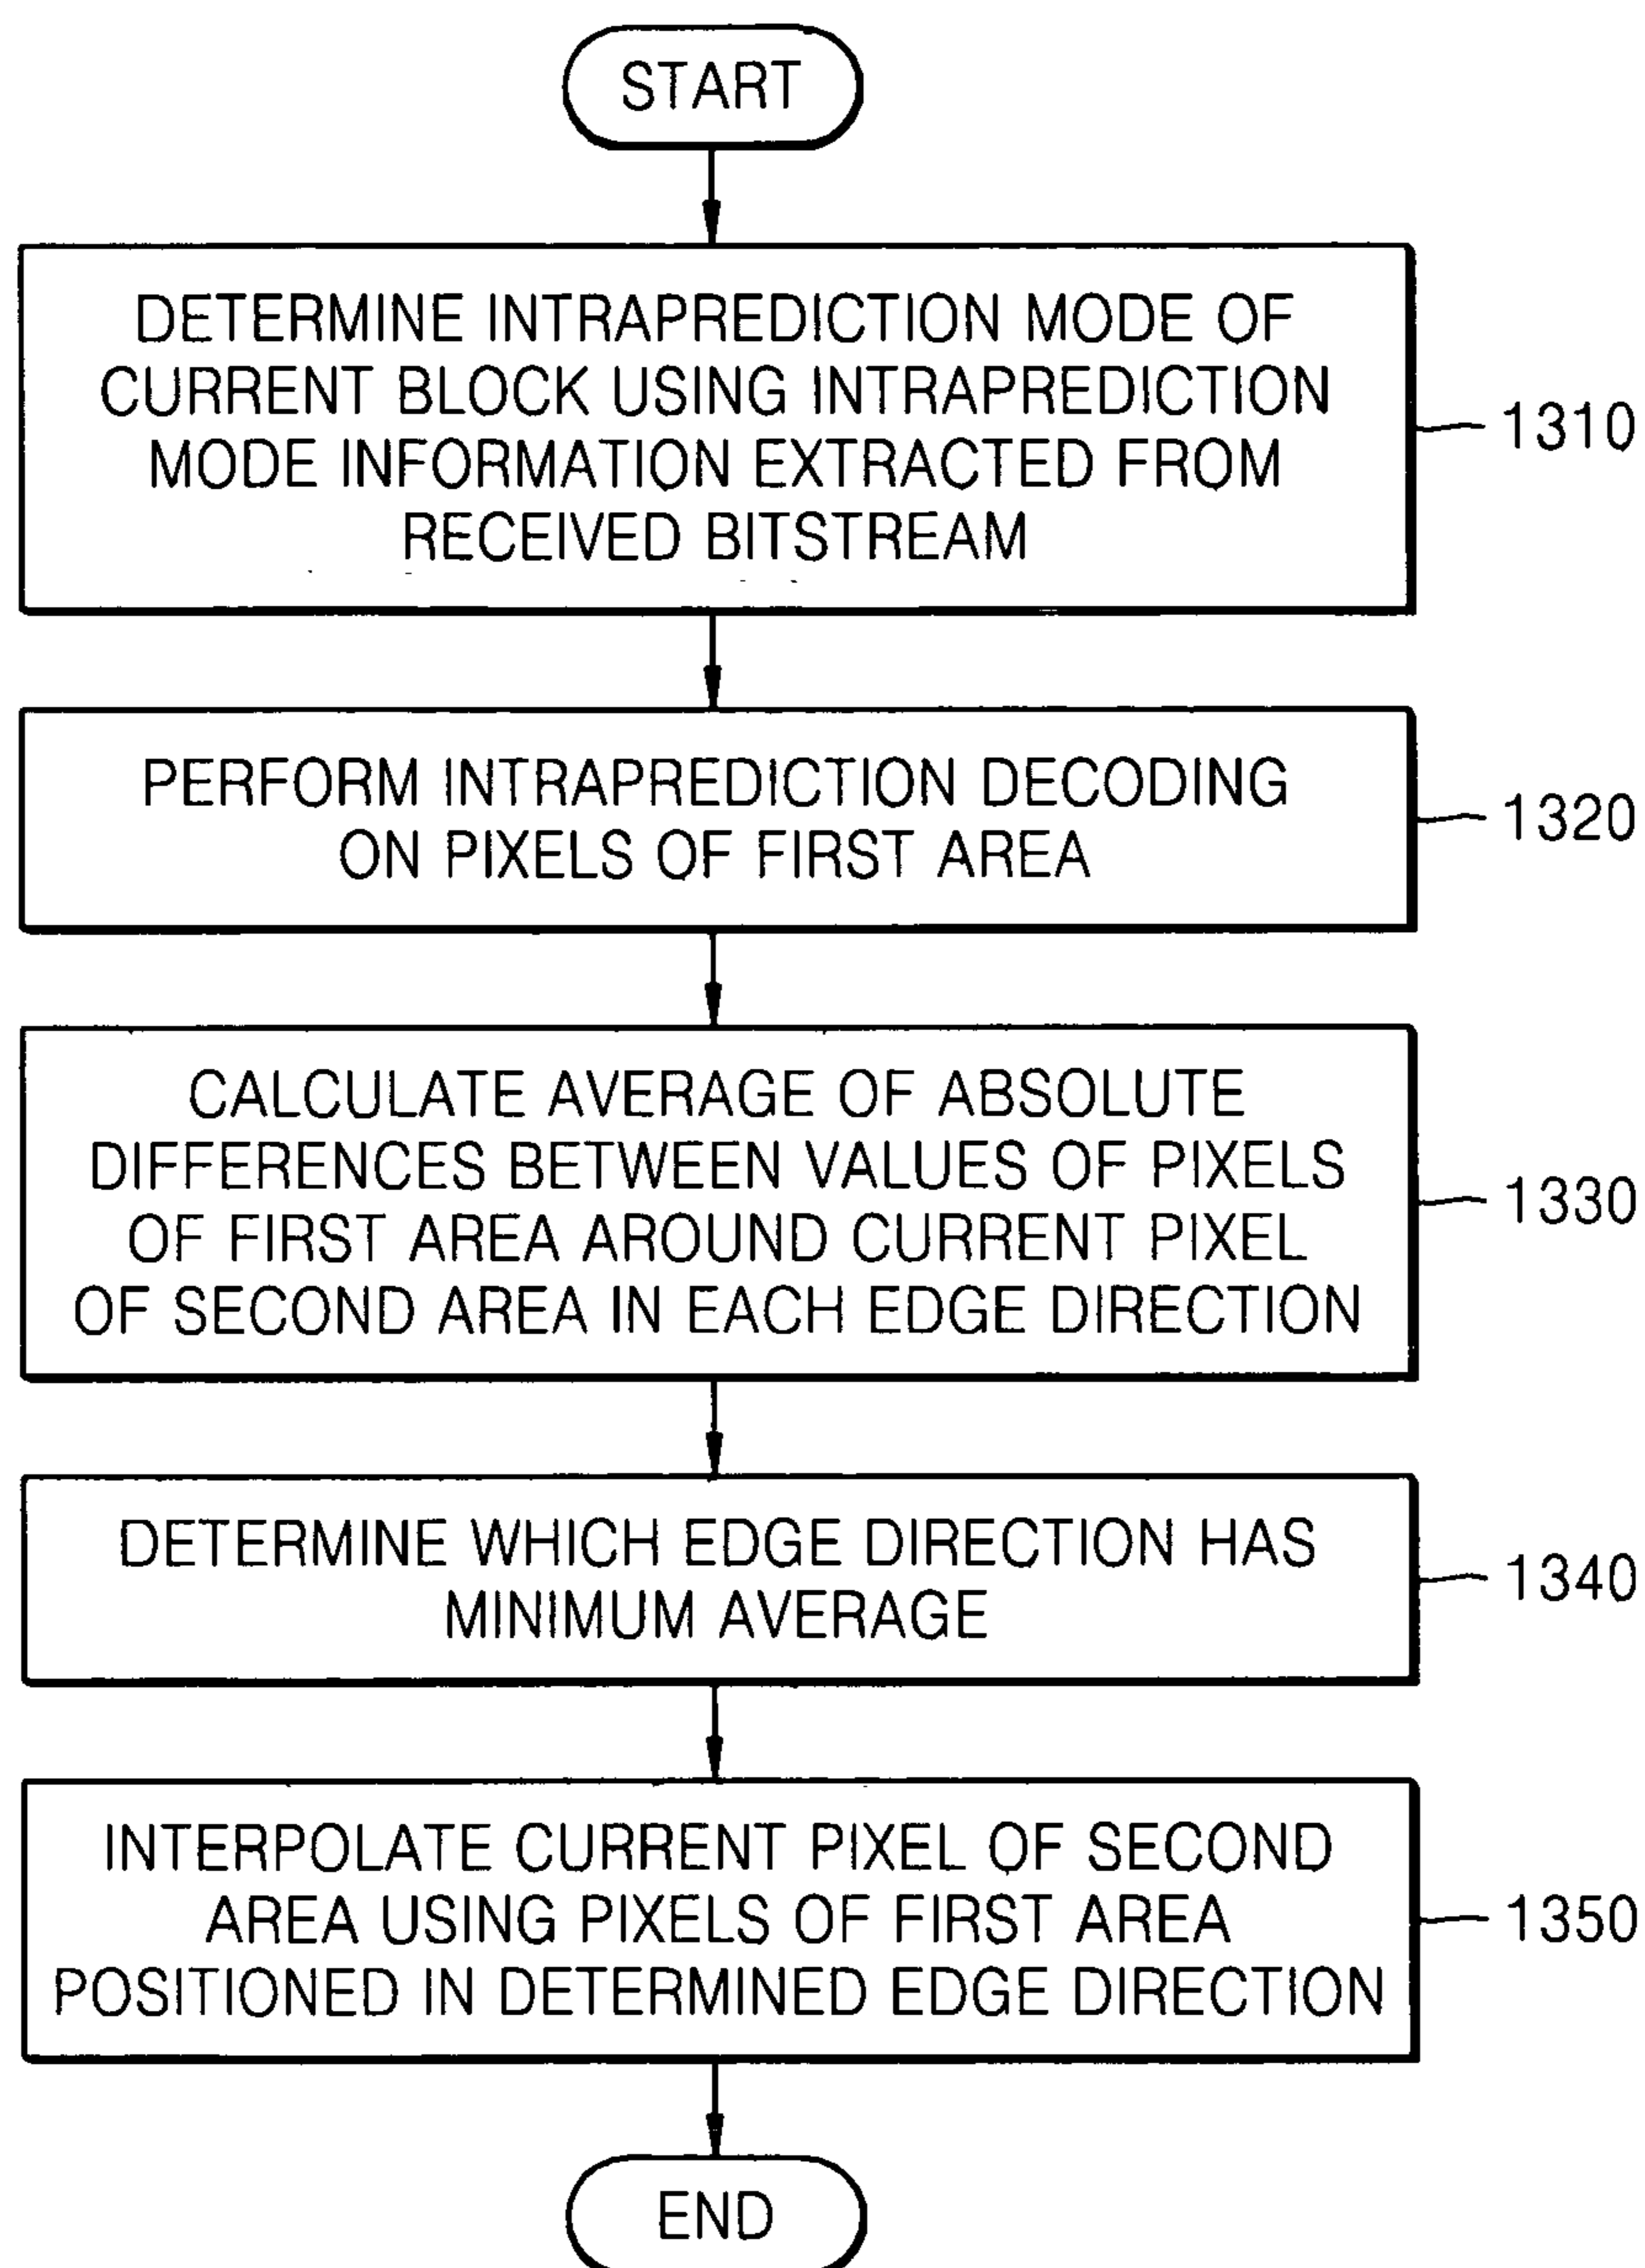 START
DETERMINE INTRAPREDICTION MODE OF
CURRENT BLOCK USING INTRAPREDICTION
MODE INFORMATION EXTRACTED FROM
RECEIVED BITSTREAM
1310
PERFORM INTRAPREDICTION DECODING
ON PIXELS OF FIRST AREA
1320
CALCULATE AVERAGE OF ABSOLUTE
DIFFERENCES BETWEEN VALUES OF PIXELS
OF FIRST AREA AROUND CURRENT PIXEL
OF SECOND AREA IN EACH EDGE DIRECTION
1330
DETERMINE WHICH EDGE DIRECTION HAS
MINIMUM AVERAGE
1340
INTERPOLATE CURRENT PIXEL OF SECOND
AREA USING PIXELS OF FIRST AREA
POSITIONED IN DETERMINED EDGE DIRECTION
1350
END